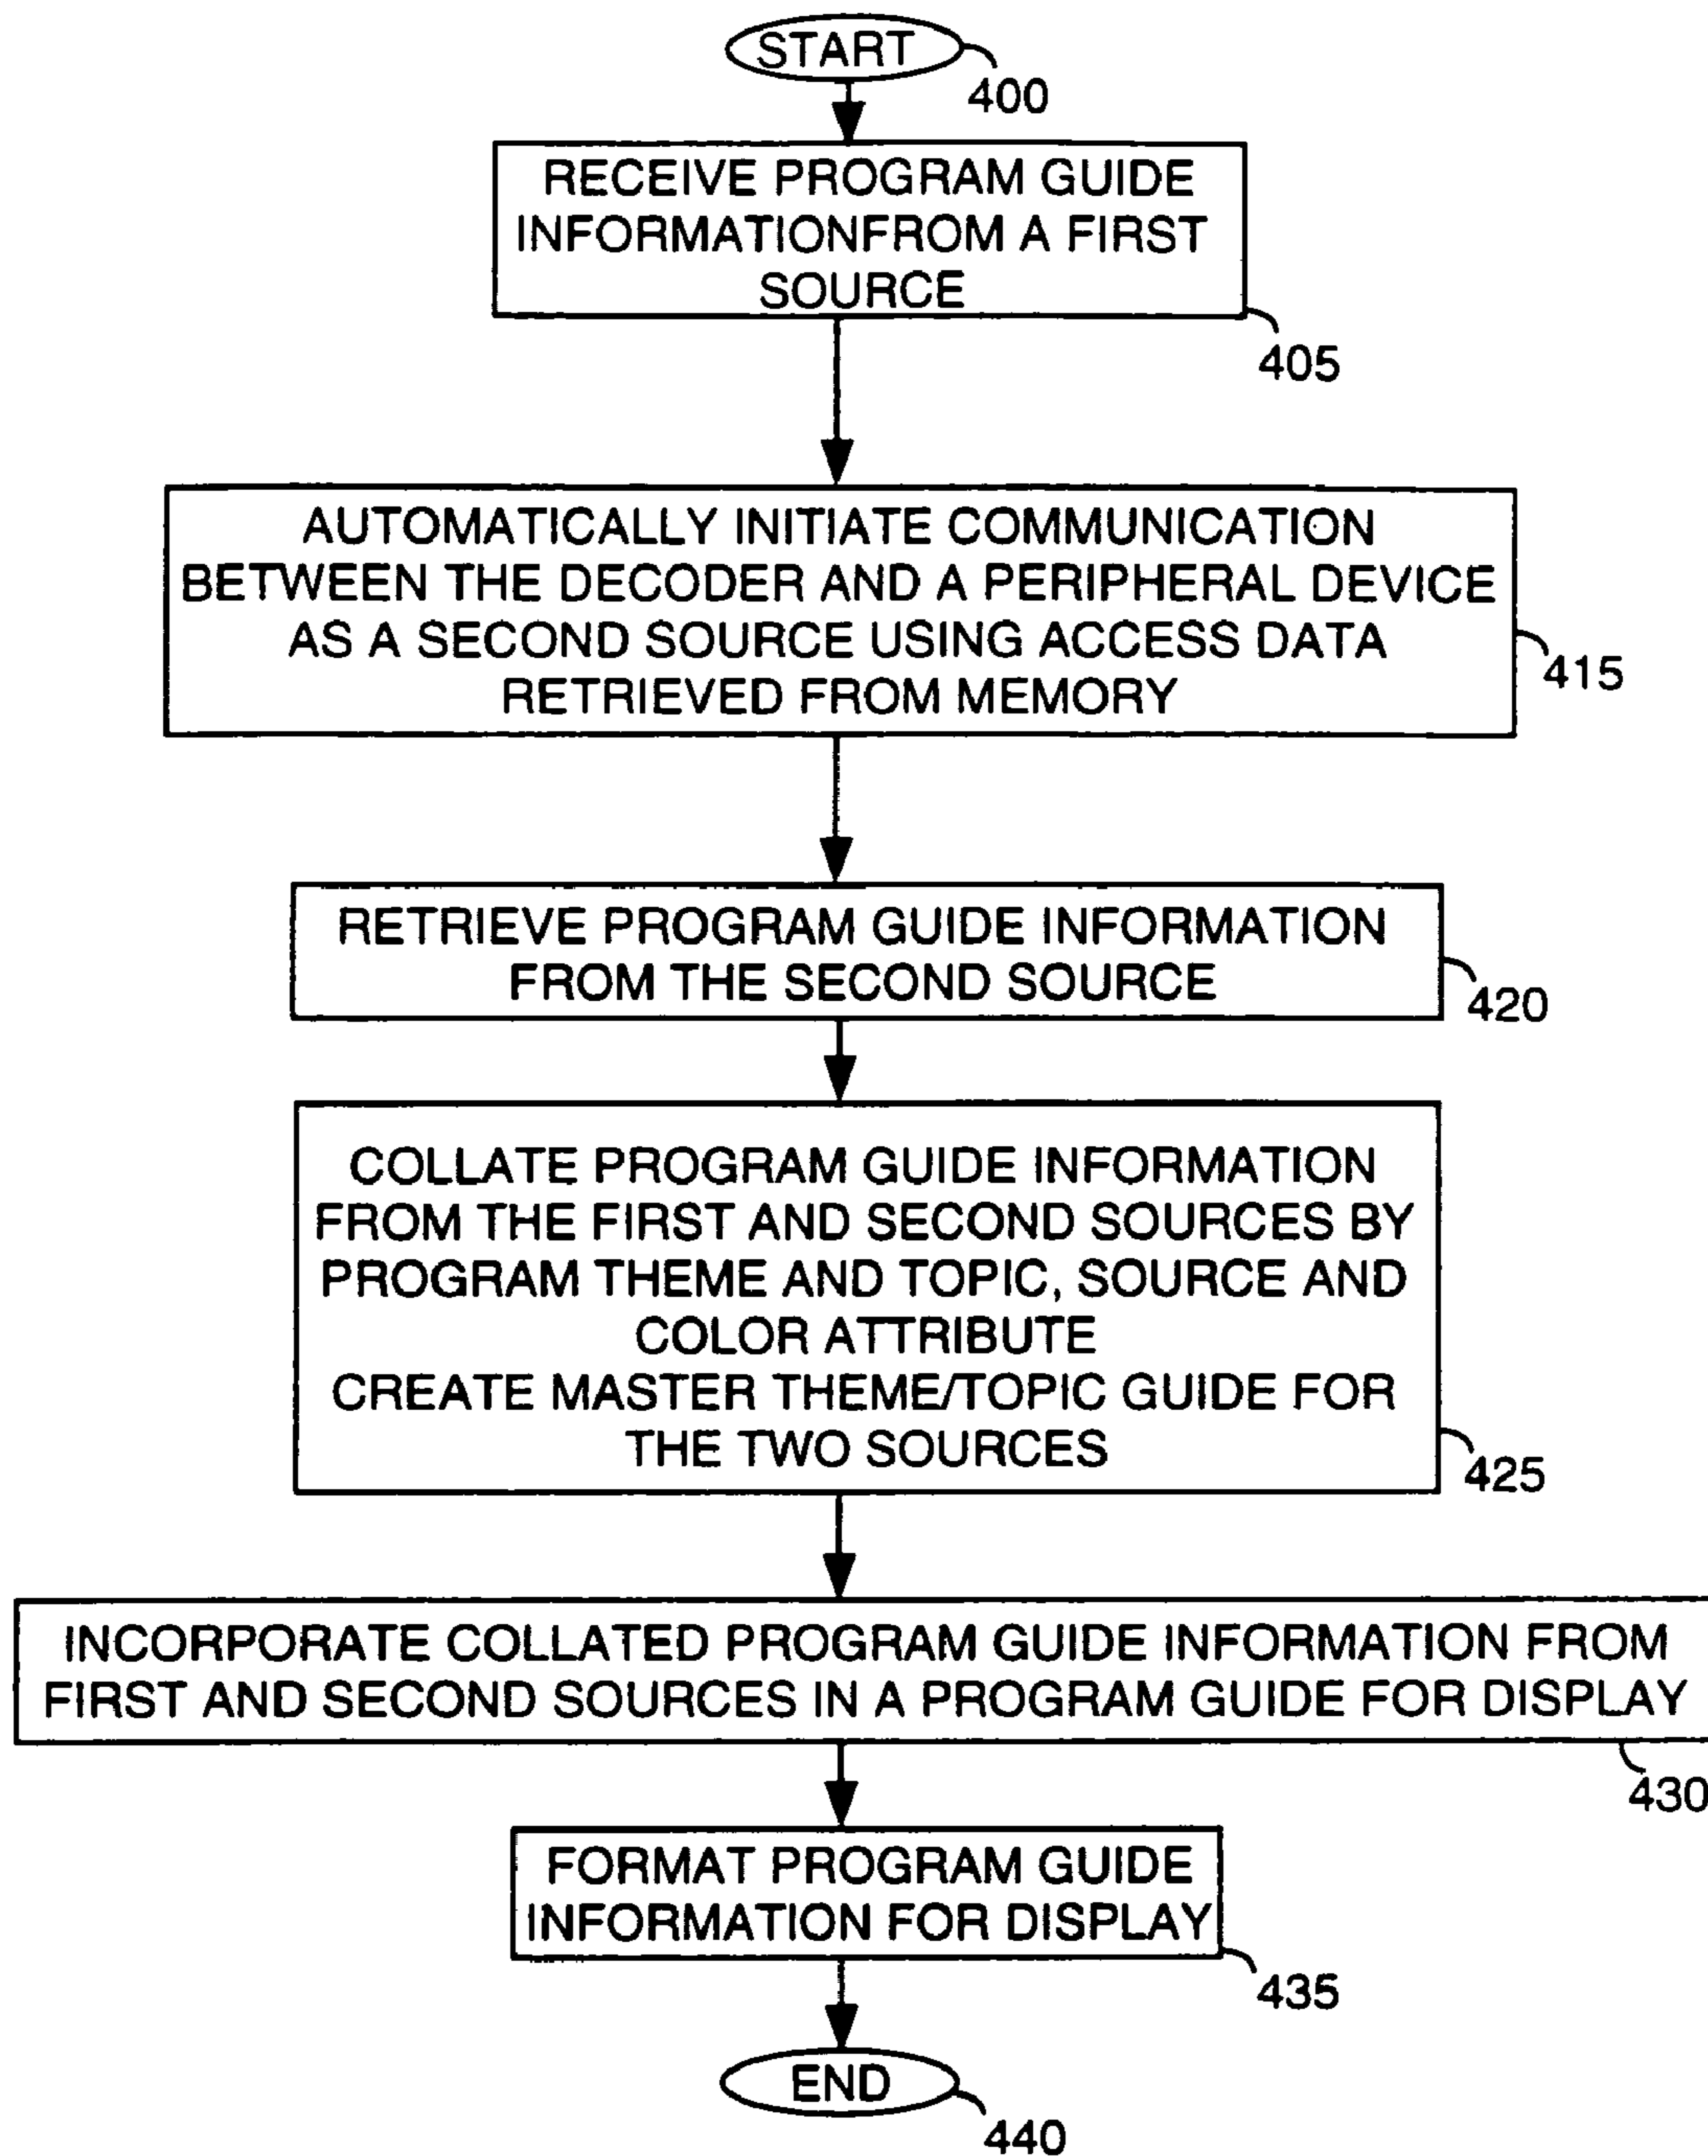 START
400
RECEIVE PROGRAM GUIDE
INFORMATIONFROM A FIRST
SOURCE
405
AUTOMATICALLY INITIATE COMMUNICATION
BETWEEN THE DECODER AND A PERIPHERAL DEVICE
AS A SECOND SOURCE USING ACCESS DATA
RETRIEVED FROM MEMORY
415
RETRIEVE PROGRAM GUIDE INFORMATION
FROM THE SECOND SOURCE
420
COLLATE PROGRAM GUIDE INFORMATION
FROM THE FIRST AND SECOND SOURCES BY
PROGRAM THEME AND TOPIC, SOURCE AND
COLOR ATTRIBUTE
CREATE MASTER THEME/TOPIC GUIDE FOR
THE TWO SOURCES
425
INCORPORATE COLLATED PROGRAM GUIDE INFORMATION FROM
FIRST AND SECOND SOURCES IN A PROGRAM GUIDE FOR DISPLAY
430
FORMAT PROGRAM GUIDE
INFORMATION FOR DISPLAY
435
END
440